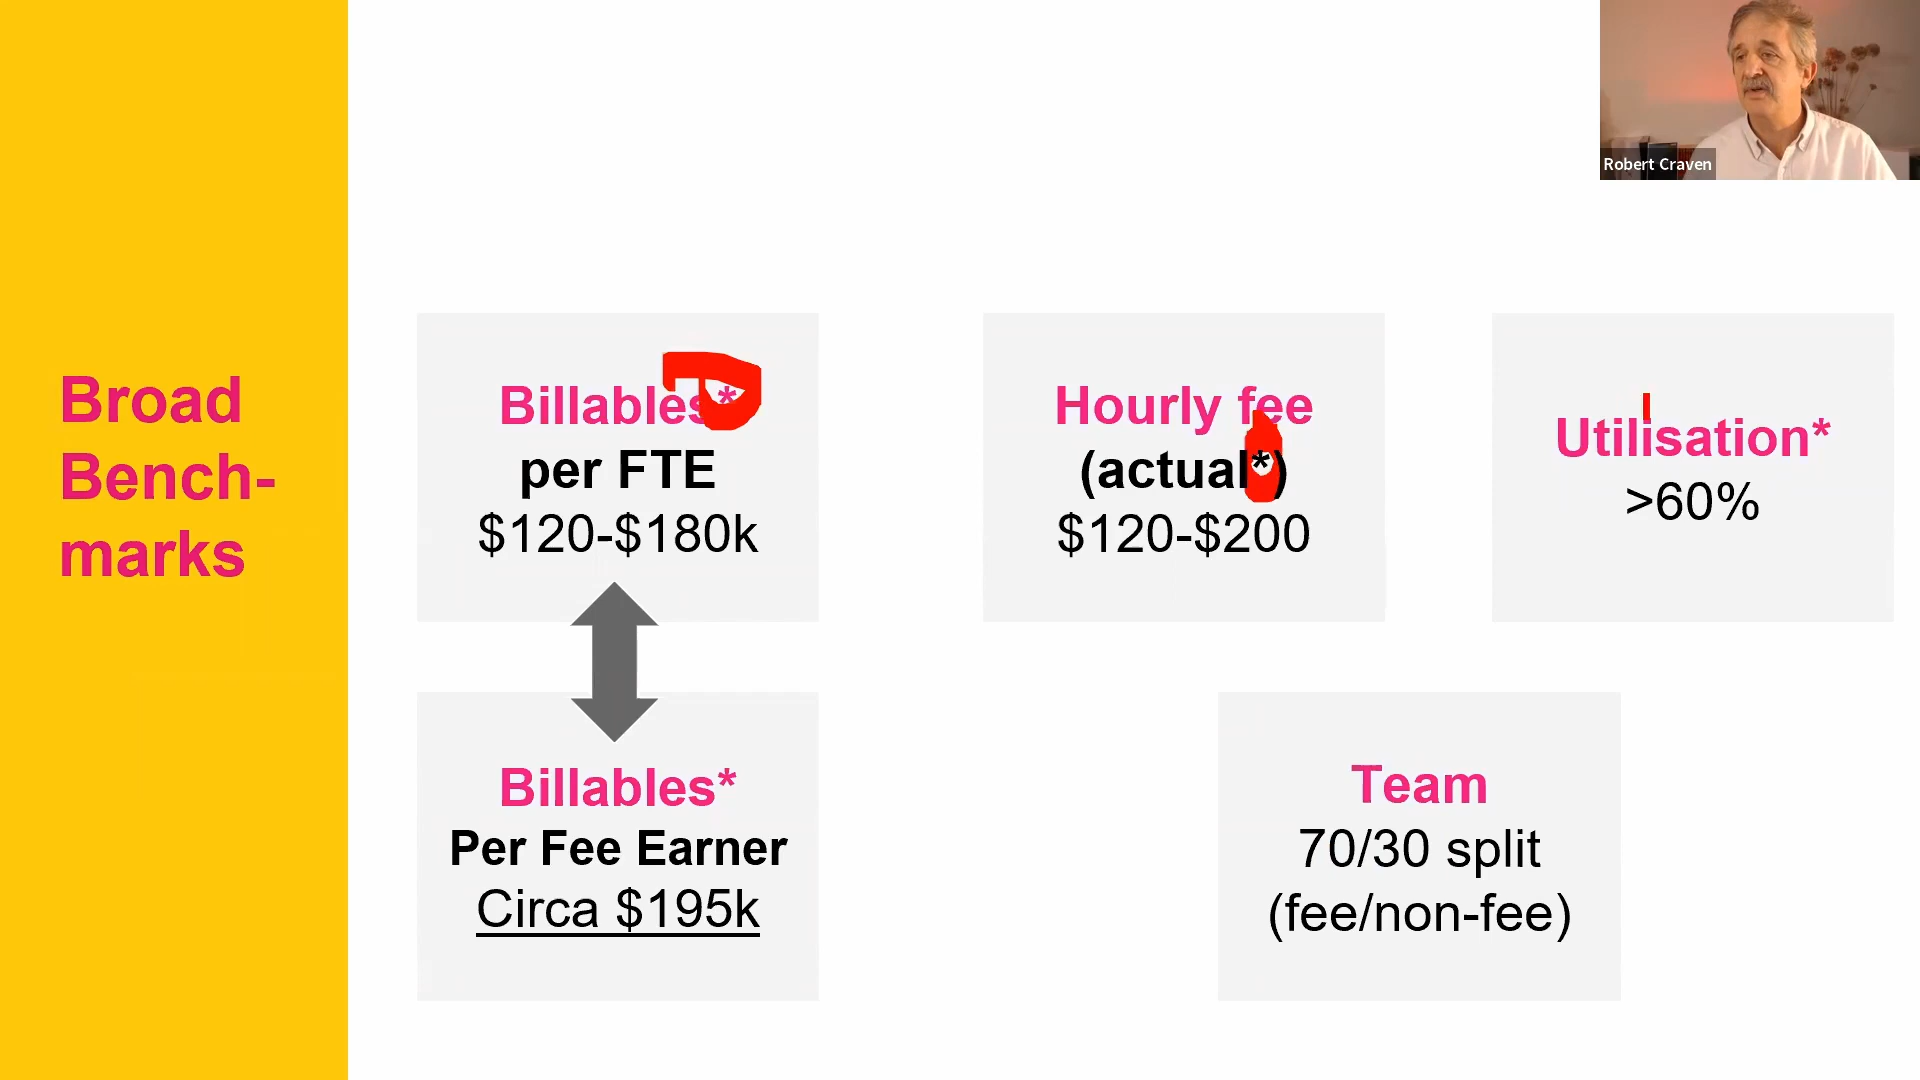 Robert Craven
Broad
Bench-
marks
Billables*
per FTE
$120-$180k
Hourly fee
(actual*)
$120-$200
Utilisation*
>60%
Billables*
Per Fee Earner
Circa $195k
Team
70/30 split
(fee/non-fee)